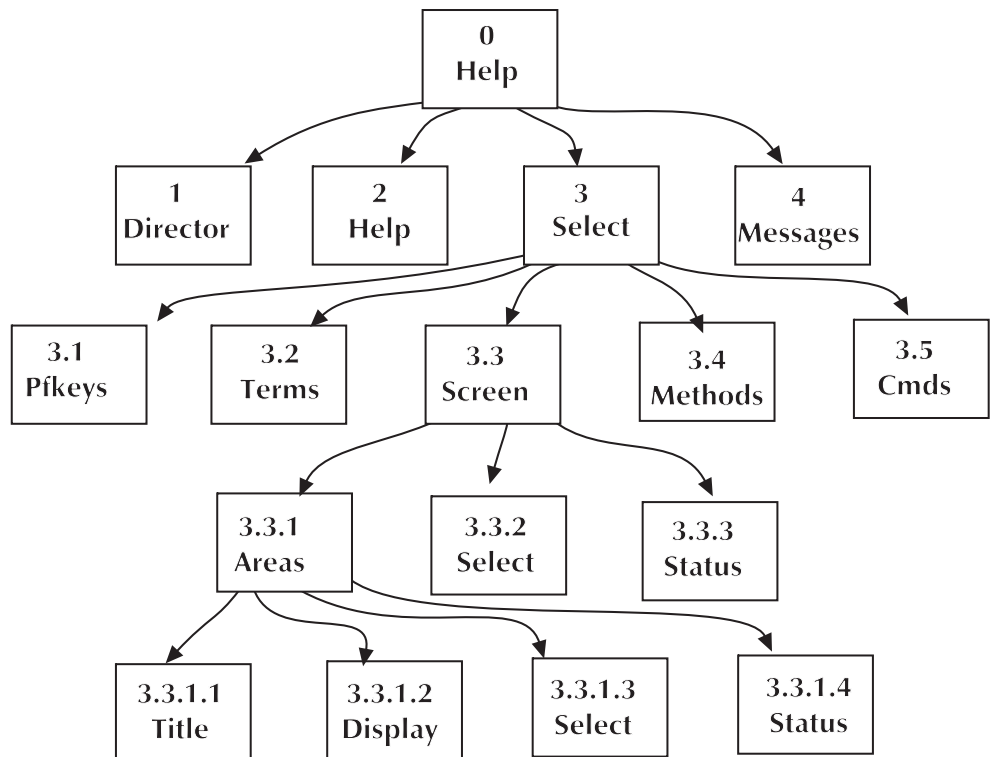 0
Help
1
Director
2
Help
3
Select
4
Messages
3.1
Pfkeys
3.2
Terms
3.3
Screen
3.4
Methods
3.5
Cmds
3.3.1
Areas
3.3.2
Select
3.3.3
Status
3.3.1.1
Title
3.3.1.2
Display
3.3.1.3
Select
3.3.1.4
Status